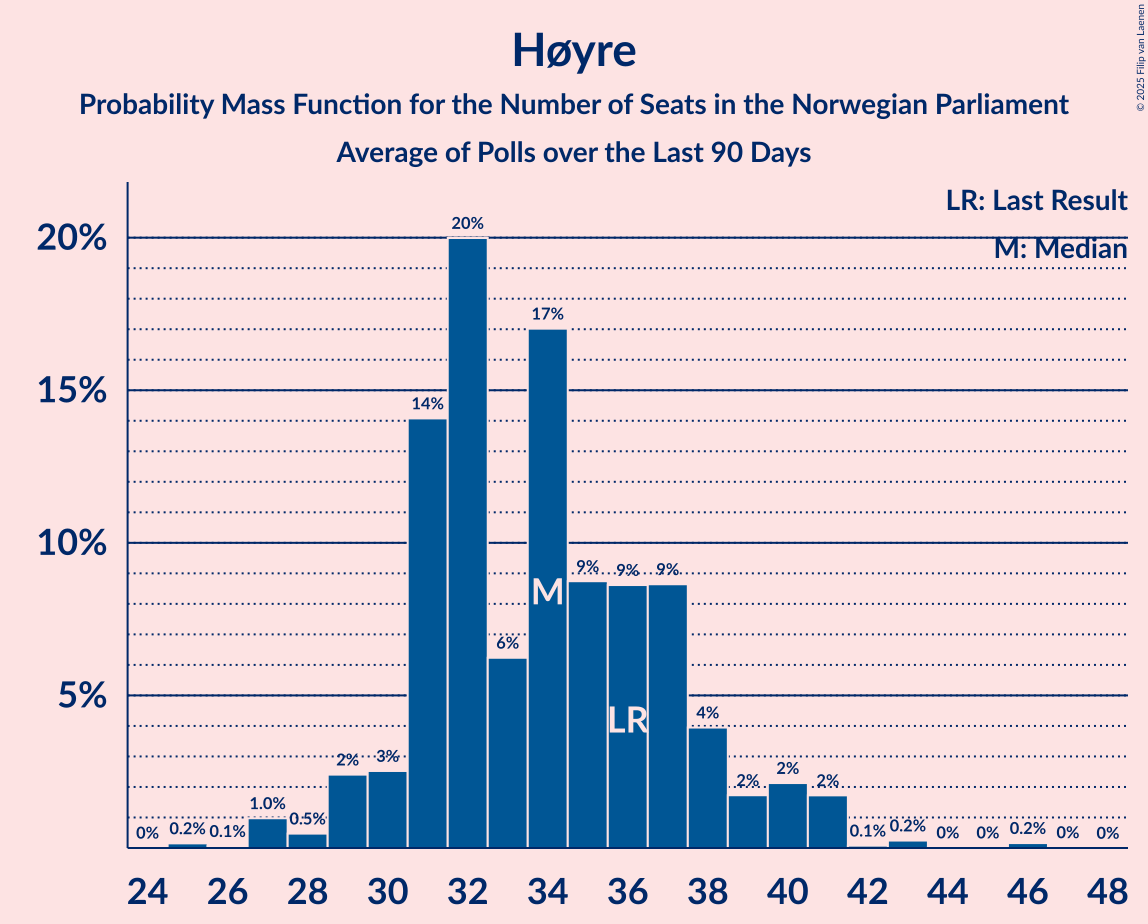 Høyre
Probability Mass Function for the Number of Seats in the Norwegian Parliament
Average of Polls over the Last 90 Days
© 2025 Filip van Laenen
LR: Last Result
M: Median
20%
15%
10%
5%
0% 0.2% 0.1% 1.0% 0.5% 2% 3% 14% 20% 6% 17% 9% 9% 9% 4% 2% 2% 2% 0.1% 0.2% 0% 0% 0.2% 0% 0%
M
LR
24 26 28 30 32 34 36 38 40 42 44 46 48